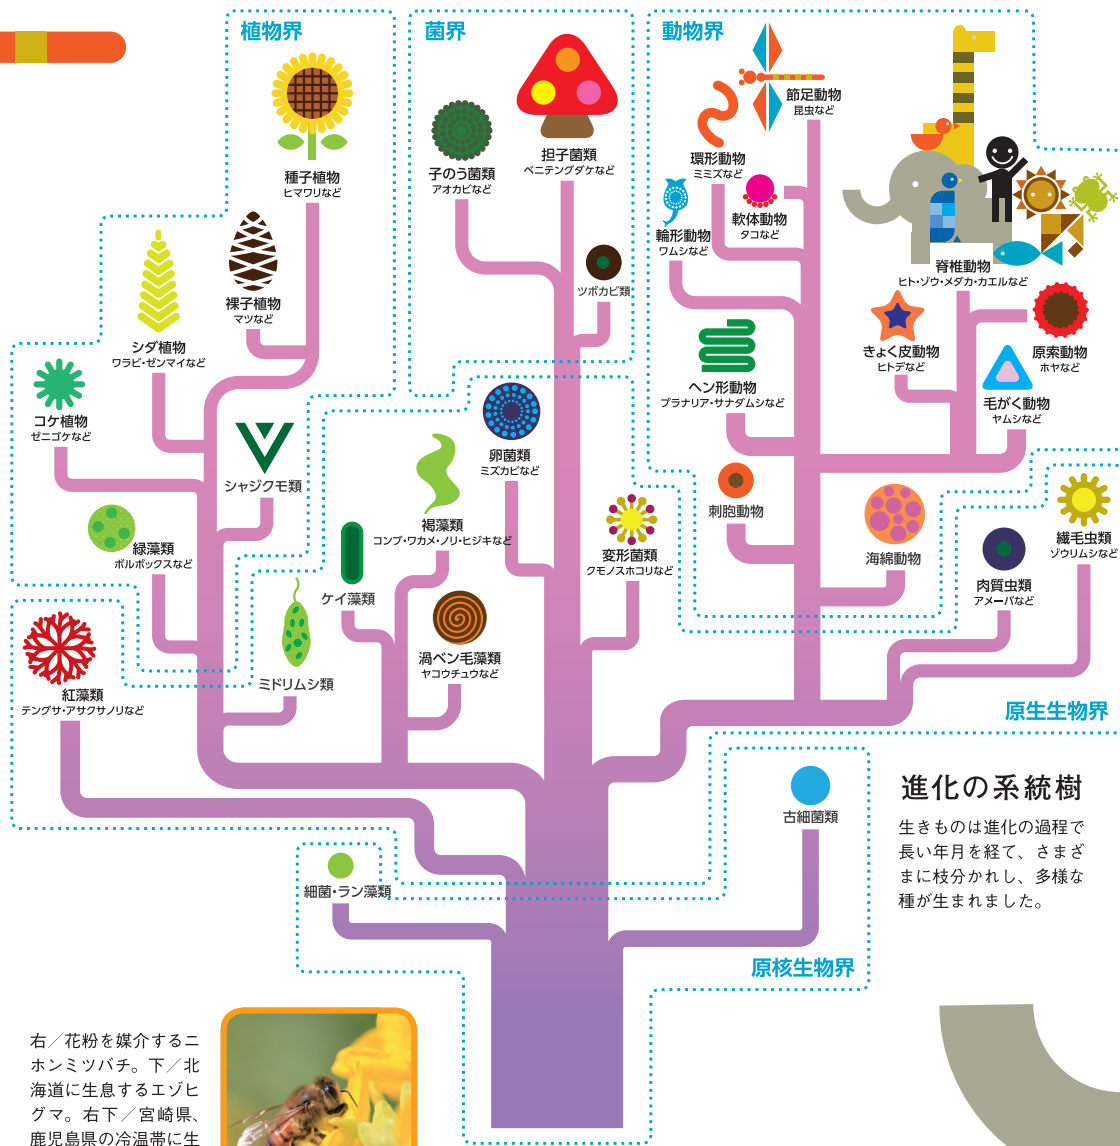 植物界
菌界
動物界
種子植物
ヒマワリなど
子のう菌類
アオカビなど
担子菌類
ベニテングダケなど
節足動物
昆虫など
環形動物
ミミズなど
軟体動物
タコなど
輪形動物
ワムシなど
脊椎動物
ヒト・ゾウ・メダカ・カエルなど
裸子植物
マツなど
ツボカビ類
シダ植物
ワラビ・ゼンマイなど
きょく皮動物
ヒトデなど
原索動物
ホヤなど
コケ植物
ゼニゴケなど
ヘン形動物
プラナリア・サナダムシなど
毛がく動物
ヤムシなど
シャジクモ類
卵菌類
ミズカビなど
刺胞動物
褐藻類
コンブ・ワカメ・ノリ・ヒジキなど
緑藻類
ボルボックスなど
変形菌類
クモノスホコリなど
海綿動物
繊毛虫類
ゾウリムシなど
肉質虫類
アメーバなど
ケイ藻類
渦ベン毛藻類
ヤコウチュウなど
ミドリムシ類
紅藻類
テングサ・アサクサノリなど
原生生物界
進化の系統樹
生きものは進化の過程で
長い年月を経て、さまざ
まに枝分かれし、多様な
種が生まれました。
古細菌類
細菌・ラン藻類
原核生物界
右／花粉を媒介するニ
ホンミツバチ。下／北
海道に生息するエゾヒ
グマ。右下／宮崎県、
鹿児島県の冷温帯に生